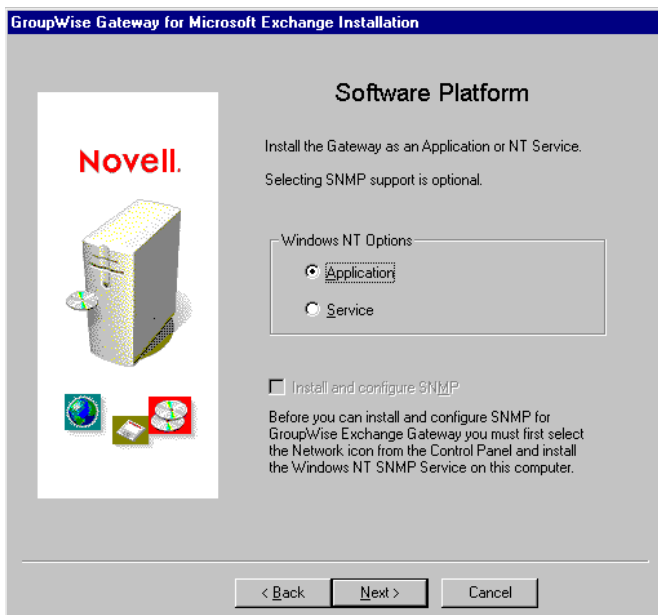 GroupWise Gateway for Microsoft Exchange Installation
Software Platform
Novell.
Install the Gateway as an Application or NT Service.
Selecting SNMP support is optional.
Windows NT Options
Application
Service
Install and configure SNMP
Before you can install and configure SNMP for
GroupWise Exchange Gateway you must first select
the Network icon from the Control Panel and install
the Windows NT SNMP Service on this computer.
< Back
Next >
Cancel